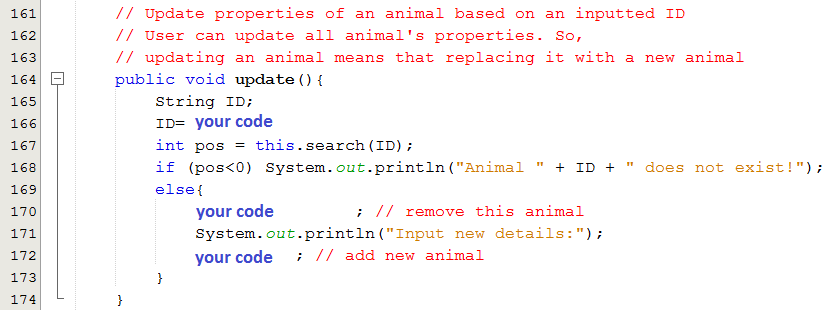 161 // Update properties of an animal based on an inputted ID
162 // User can update all animal's properties. So,
163 // updating an animal means that replacing it with a new animal
164 public void update(){
165 String ID;
166 ID= your code
167 int pos = this.search(ID);
168 if (pos<0) System.out.println("Animal " + ID + " does not exist!");
169 else{
170 your code ; // remove this animal
171 System.out.println("Input new details:");
172 your code ; // add new animal
173 }
174 }